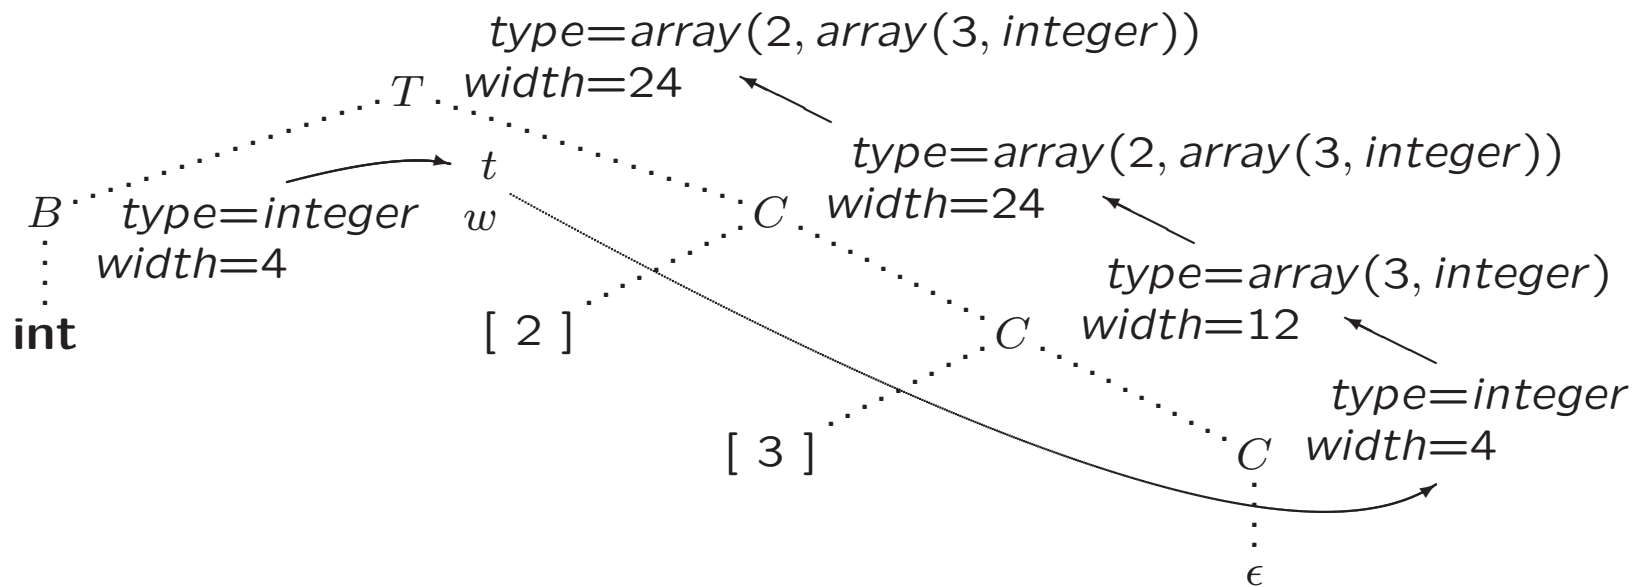 type=array(2, array(3, integer))
T width=24
type=array(2, array(3, integer))
t
B type=integer w C width=24
width=4 type=array(3, integer)
int [ 2 ] C width=12
type=integer
[ 3 ] C width=4
ϵ